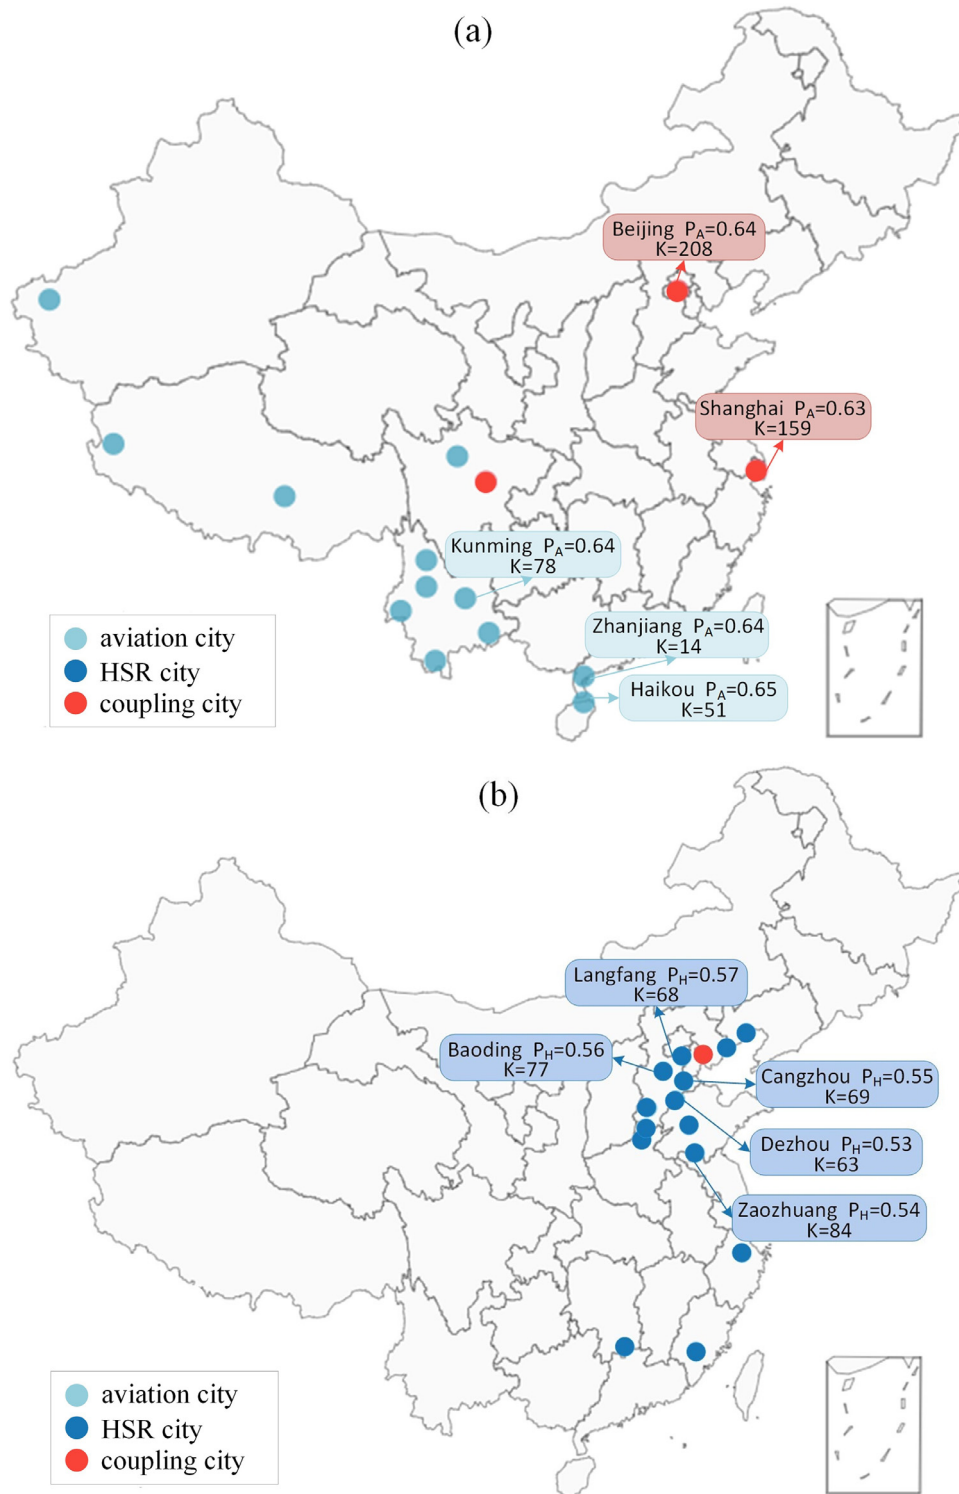 (a)
Beijing P_A=0.64
K=208
Shanghai P_A=0.63
K=159
Kunming P_A=0.64
K=78
Zhanjiang P_A=0.64
K=14
Haikou P_A=0.65
K=51
aviation city
HSR city
coupling city
(b)
Langfang P_H=0.57
K=68
Baoding P_H=0.56
K=77
Cangzhou P_H=0.55
K=69
Dezhou P_H=0.53
K=63
Zaozhuang P_H=0.54
K=84
aviation city
HSR city
coupling city